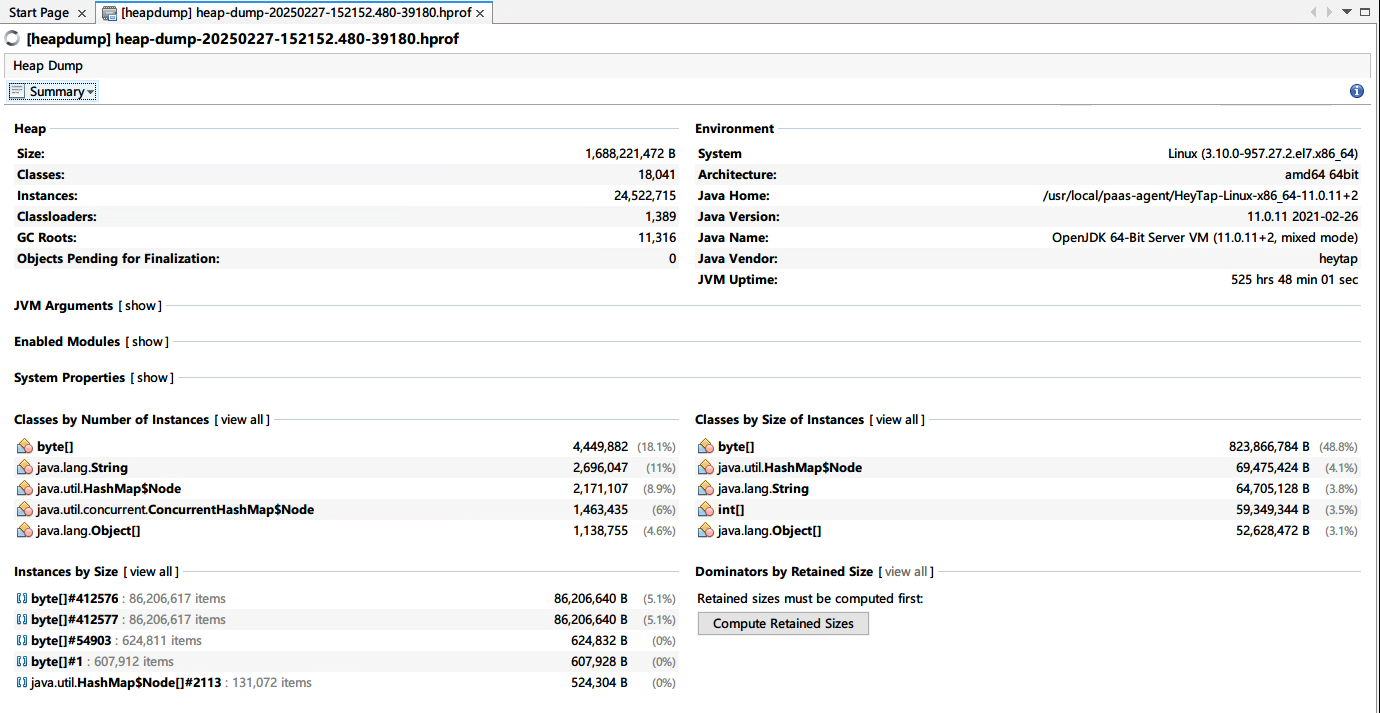 Start Page
[heapdump] heap-dump-20250227-152152.480-39180.hprof
[heapdump] heap-dump-20250227-152152.480-39180.hprof
Heap Dump
Summary
Heap
Size: 1,688,221,472 B
Classes: 18,041
Instances: 24,522,715
Classloaders: 1,389
GC Roots: 11,316
Objects Pending for Finalization: 0
Environment
System Linux (3.10.0-957.27.2.el7.x86_64)
Architecture: amd64 64bit
Java Home: /usr/local/paas-agent/HeyTap-Linux-x86_64-11.0.11+2
Java Version: 11.0.11 2021-02-26
Java Name: OpenJDK 64-Bit Server VM (11.0.11+2, mixed mode)
Java Vendor: heytap
JVM Uptime: 525 hrs 48 min 01 sec
JVM Arguments [ show ]
Enabled Modules [ show ]
System Properties [ show ]
Classes by Number of Instances [ view all ]
byte[] 4,449,882 (18.1%)
java.lang.String 2,696,047 (11%)
java.util.HashMap$Node 2,171,107 (8.9%)
java.util.concurrent.ConcurrentHashMap$Node 1,463,435 (6%)
java.lang.Object[] 1,138,755 (4.6%)
Classes by Size of Instances [ view all ]
byte[] 823,866,784 B (48.8%)
java.util.HashMap$Node 69,475,424 B (4.1%)
java.lang.String 64,705,128 B (3.8%)
int[] 59,349,344 B (3.5%)
java.lang.Object[] 52,628,472 B (3.1%)
Instances by Size [ view all ]
byte[]#412576 : 86,206,617 items 86,206,640 B (5.1%)
byte[]#412577 : 86,206,617 items 86,206,640 B (5.1%)
byte[]#54903 : 624,811 items 624,832 B (0%)
byte[]#1 : 607,912 items 607,928 B (0%)
java.util.HashMap$Node[]#2113 : 131,072 items 524,304 B (0%)
Dominators by Retained Size [ view all ]
Retained sizes must be computed first:
Compute Retained Sizes